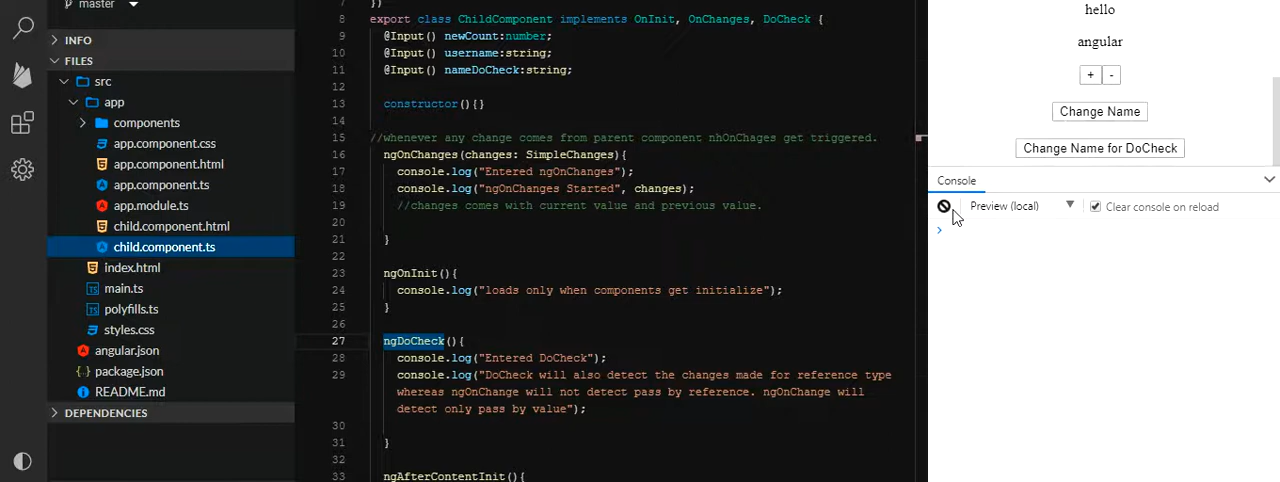 master
INFO
FILES
src
app
components
app.component.css
app.component.html
app.component.ts
app.module.ts
child.component.html
child.component.ts
index.html
main.ts
polyfills.ts
styles.css
angular.json
package.json
README.md
DEPENDENCIES
7 })
8 export class ChildComponent implements OnInit, OnChanges, DoCheck {
9 @Input() newCount:number;
10 @Input() username:string;
11 @Input() nameDoCheck:string;
12
13 constructor(){}
14
15 //whenever any change comes from parent component nhOnChages get triggered.
16 ngOnChanges(changes: SimpleChanges){
17 console.log("Entered ngOnChanges");
18 console.log("ngOnChanges Started", changes);
19 //changes comes with current value and previous value.
20
21 }
22
23 ngOnInit(){
24 console.log("loads only when components get initialize");
25 }
26
27 ngDoCheck(){
28 console.log("Entered DoCheck");
29 console.log("DoCheck will also detect the changes made for reference type
whereas ngOnChange will not detect pass by reference. ngOnChange will
detect only pass by value");
30
31 }
32
33 ngAfterContentInit(){
hello
angular
+ -
Change Name
Change Name for DoCheck
Console
Preview (local) Clear console on reload
>